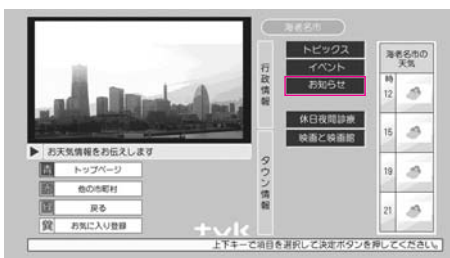 海老名市
トピックス
イベント
お知らせ
行政情報
休日夜間診療
映画と映画館
タウン情報
海老名市の
天気
時
12
15
18
21
お天気情報をお伝えします
青
トップページ
他の市町村
戻る
黄
お気に入り登録
tvk
上下キーで項目を選択して決定ボタンを押してください。